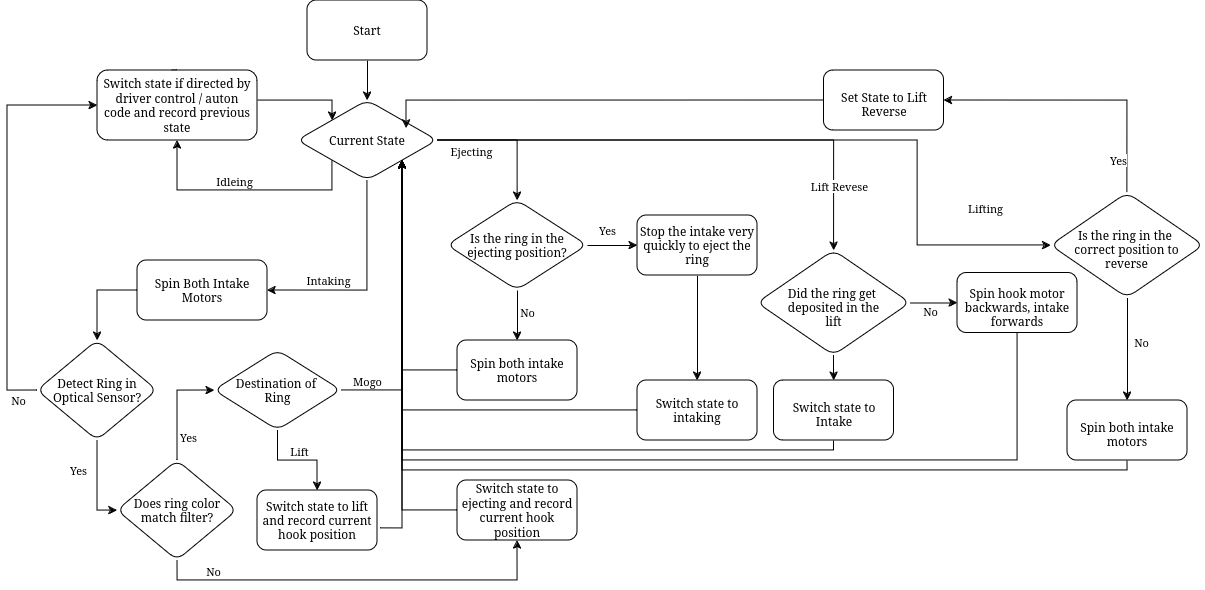 Start
Switch state if directed by
driver control / auton
code and record previous
state
Set State to Lift
Reverse
Current State
Ejecting
Yes
Idleing
Lift Revese
Lifting
Is the ring in the
ejecting position?
Yes
Stop the intake very
quickly to eject the
ring
Is the ring in the
correct position to
reverse
Spin Both Intake
Motors
Intaking
Did the ring get
deposited in the
lift
No
Spin hook motor
backwards, intake
forwards
No
No
Detect Ring in
Optical Sensor?
No
Destination of
Ring
Mogo
Spin both intake
motors
Switch state to
intaking
Switch state to
Intake
Spin both intake
motors
Yes
Yes
Lift
Does ring color
match filter?
Switch state to lift
and record current
hook position
Switch state to
ejecting and record
current hook
position
No